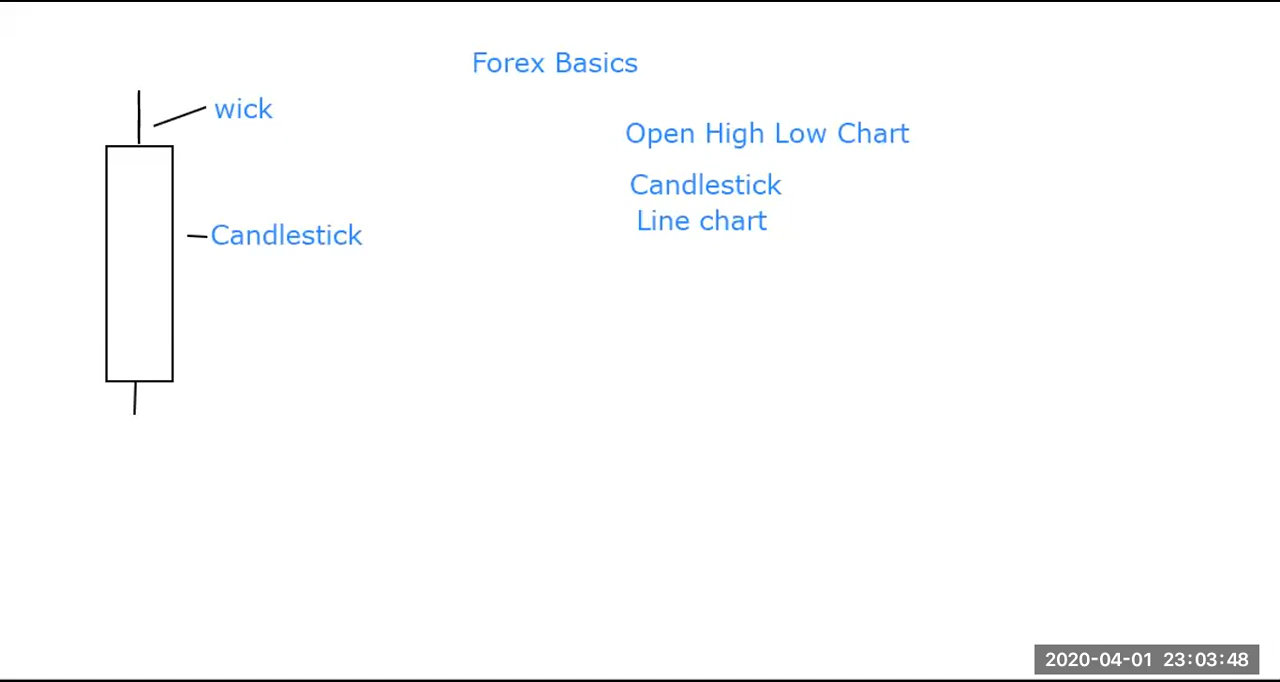 Forex Basics
wick
Open High Low Chart
Candlestick
Line chart
Candlestick
2020-04-01 23:03:48